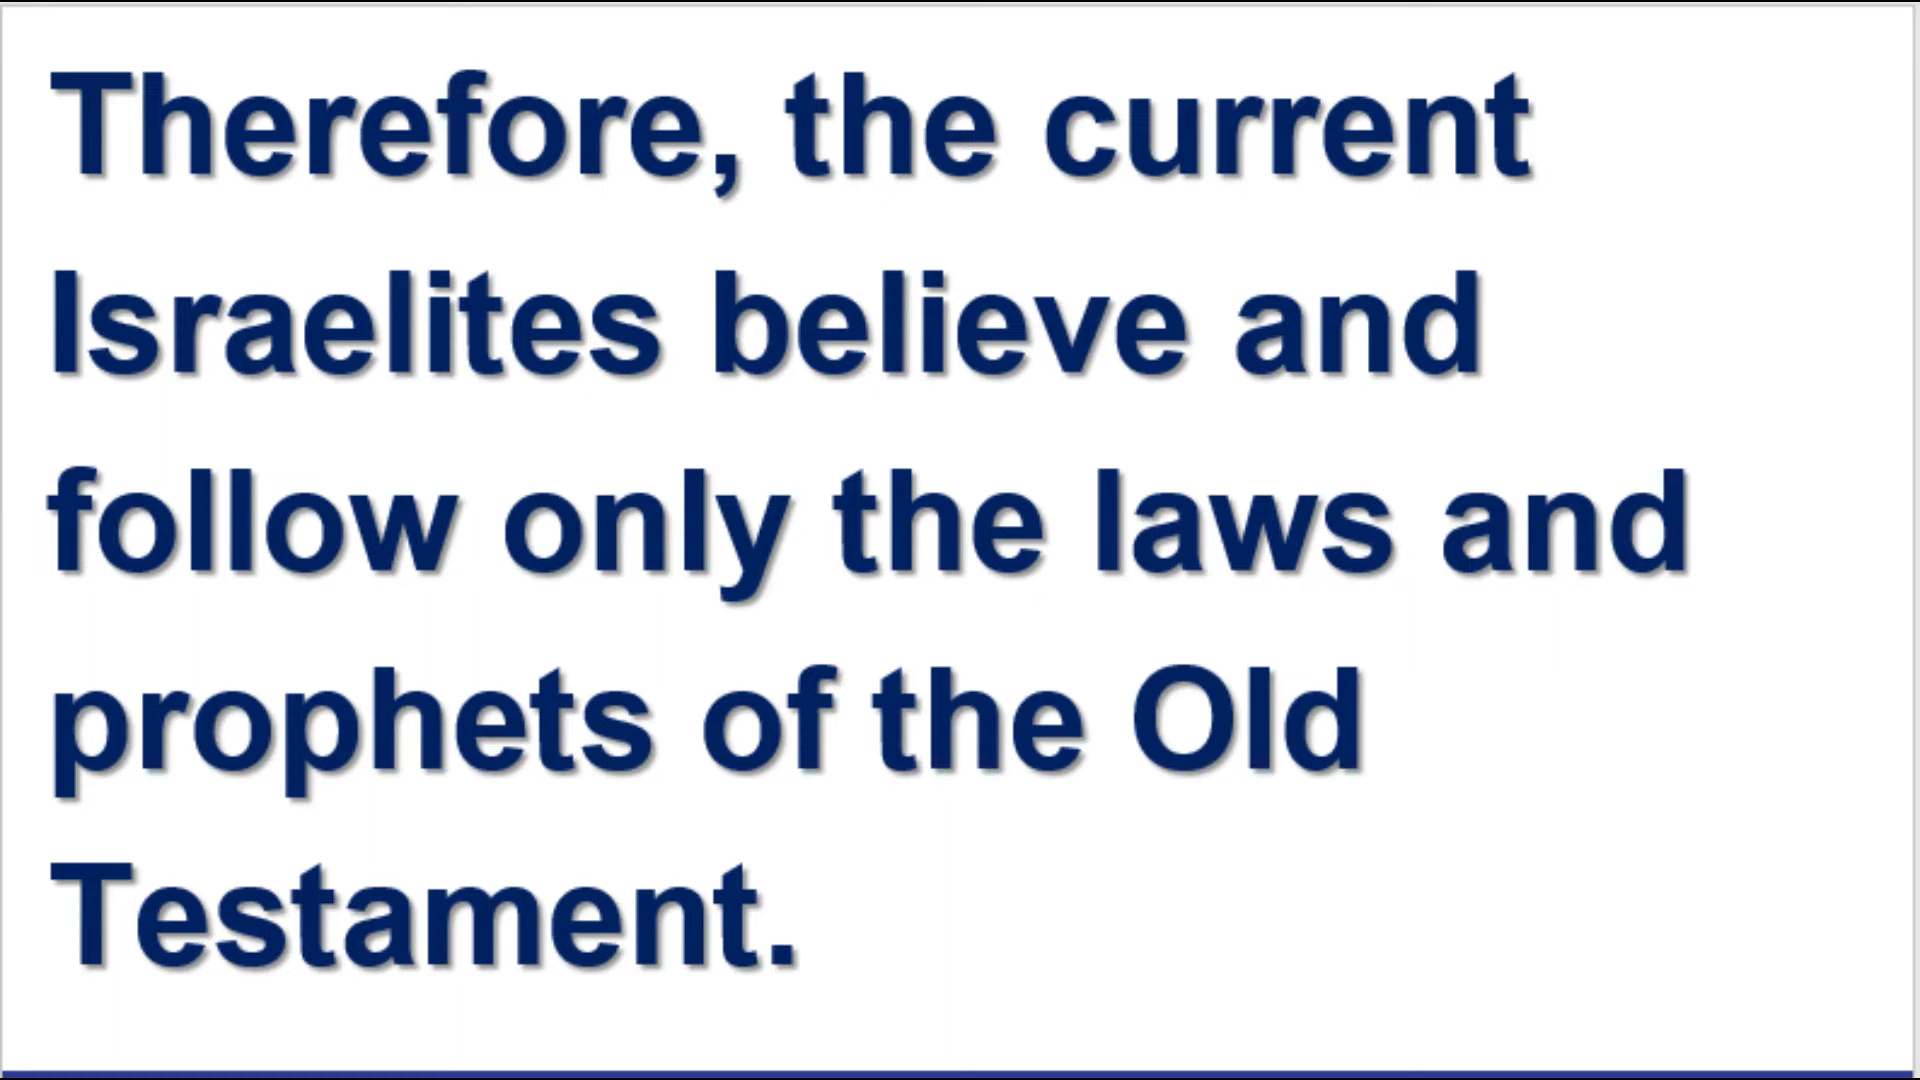 Therefore, the current
Israelites believe and
follow only the laws and
prophets of the Old
Testament.